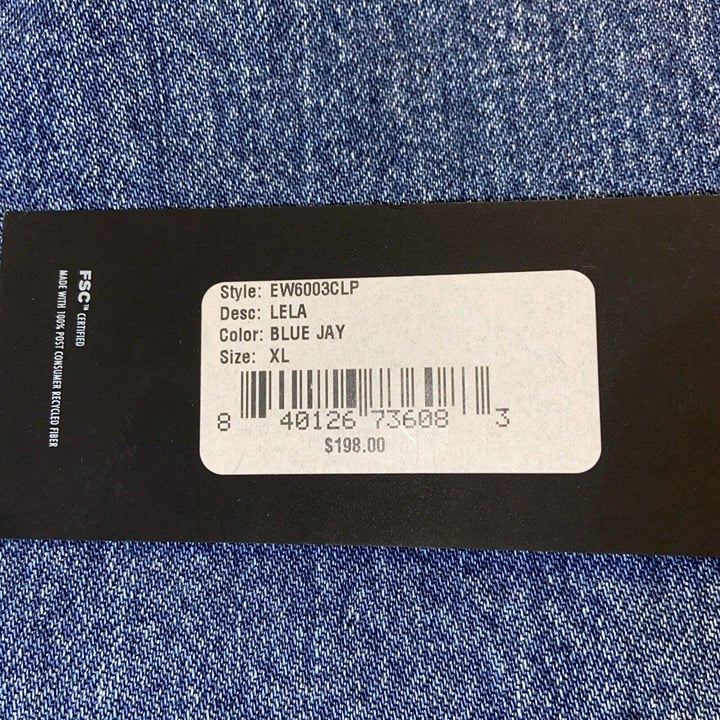 FSC™ CERTIFIED
MADE WITH 100% POST CONSUMER RECYCLED FIBER
Style: EW6003CLP
Desc: LELA
Color: BLUE JAY
Size: XL
8 40126 73608 3
$198.00